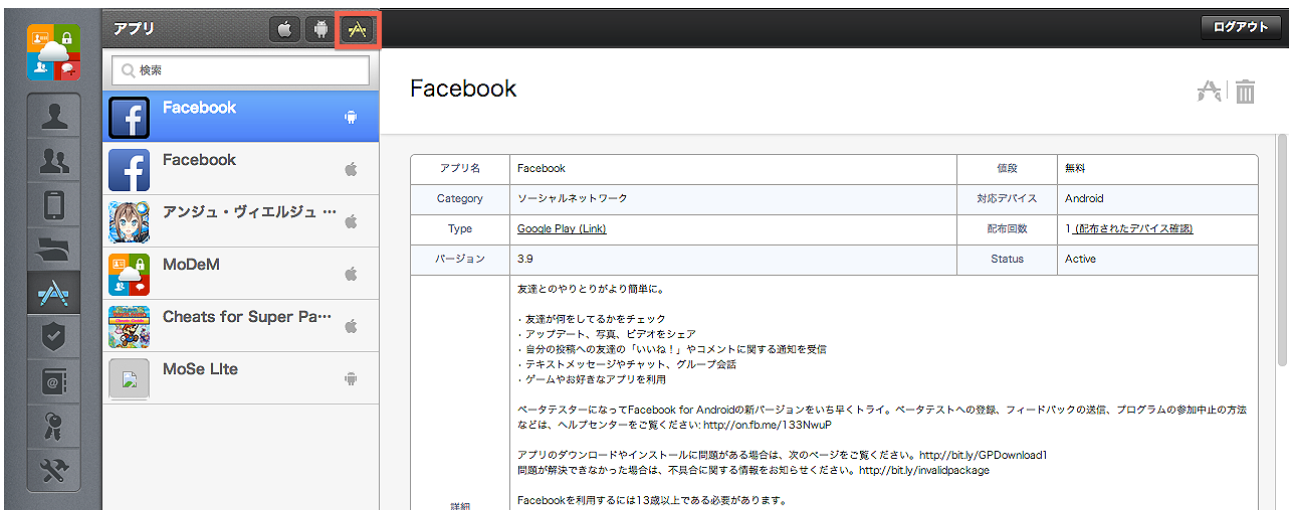 アプリ
ログアウト
検索
Facebook
Facebook
アンジュ・ヴィエルジュ …
MoDeM
Cheats for Super Pa…
MoSe LIte
Facebook
アプリ名 Facebook 値段 無料
Category ソーシャルネットワーク 対応デバイス Android
Type Google Play (Link) 配布回数 1 (配布されたデバイス確認)
バージョン 3.9 Status Active
詳細
友達とのやりとりがより簡単に。
・友達が何をしてるかをチェック
・アップデート、写真、ビデオをシェア
・自分の投稿への友達の「いいね！」やコメントに関する通知を受信
・テキストメッセージやチャット、グループ会話
・ゲームやお好きなアプリを利用
ベータテスターになってFacebook for Androidの新バージョンをいち早くトライ。ベータテストへの登録、フィードバックの送信、プログラムの参加中止の方法
などは、ヘルプセンターをご覧ください: http://on.fb.me/133NwuP
アプリのダウンロードやインストールに問題がある場合は、次のページをご覧ください。http://bit.ly/GPDownload1
問題が解決できなかった場合は、不具合に関する情報をお知らせください。http://bit.ly/invalidpackage
Facebookを利用するには13歳以上である必要があります。